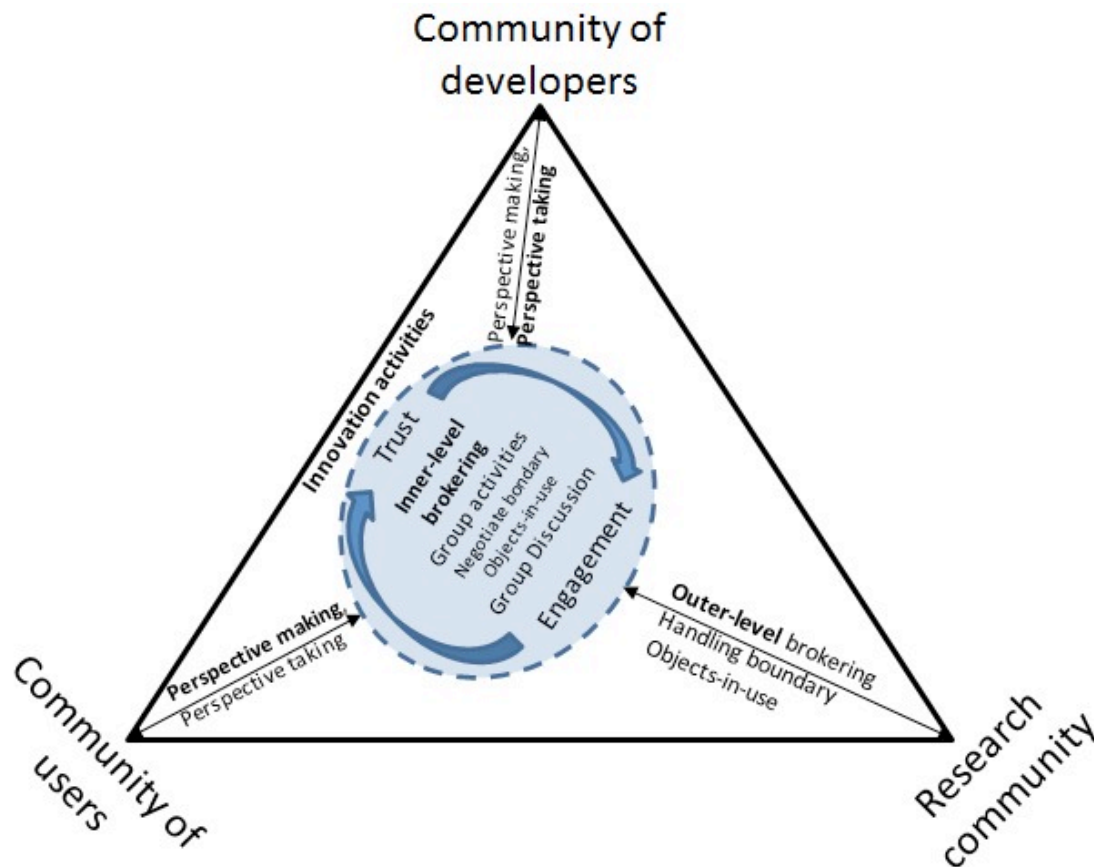 Community of
developers
Perspective making,
Perspective taking
Innovation activities
Trust
Inner-level
brokering
Group activities
Negotiate bondary
Objects-in-use
Group Discussion
Engagement
Perspective making,
Perspective taking
Outer-level brokering
Handling boundary
Objects-in-use
Community of
users
Research
community